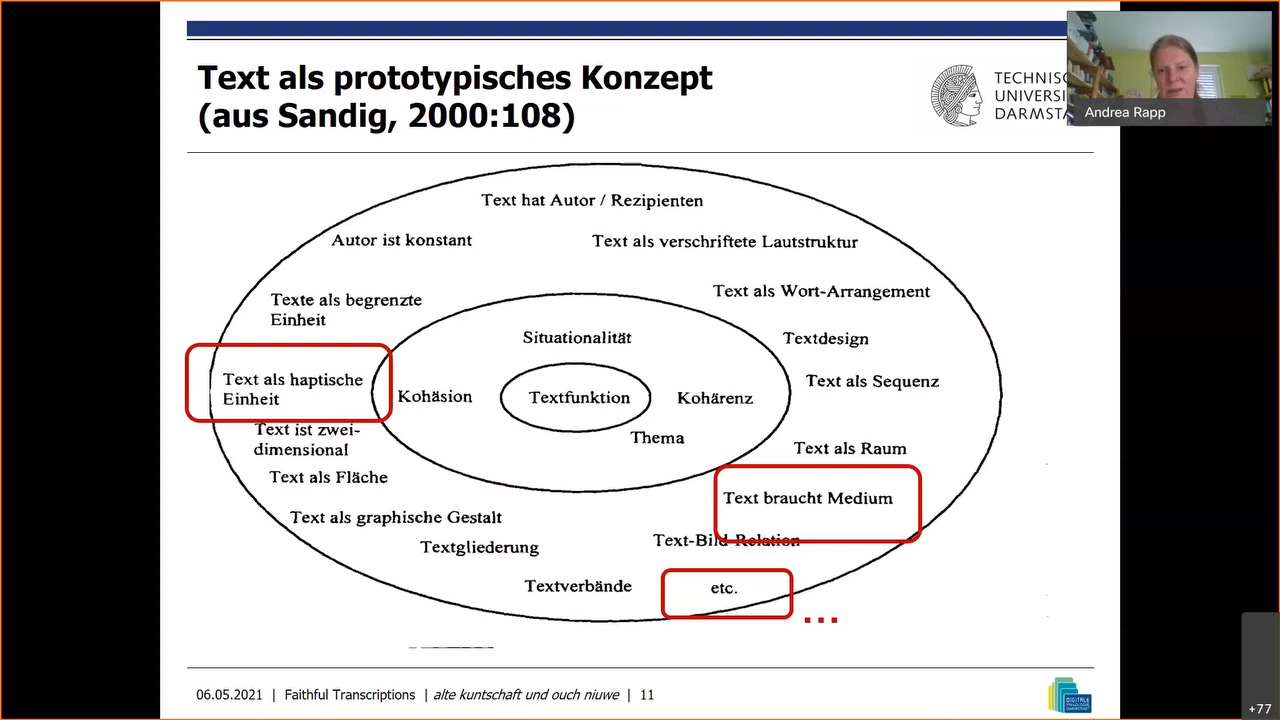 Text als prototypisches Konzept
(aus Sandig, 2000:108)
TECHNISC
UNIVERSI
DARMSTA
Andrea Rapp
Text hat Autor / Rezipienten
Autor ist konstant
Text als verschriftete Lautstruktur
Text als Wort-Arrangement
Texte als begrenzte
Einheit
Situationalität
Textdesign
Text als haptische
Einheit
Kohäsion
Textfunktion
Kohärenz
Text als Sequenz
Thema
Text ist zwei-
dimensional
Text als Raum
Text als Fläche
Text braucht Medium
Text als graphische Gestalt
Text-Bild-Relation
Textgliederung
Textverbände
etc.
...
06.05.2021 | Faithful Transcriptions | alte kuntschaft und ouch niuwe | 11
DIGITALE
PHILOLOGIE
DARMSTADT
+77